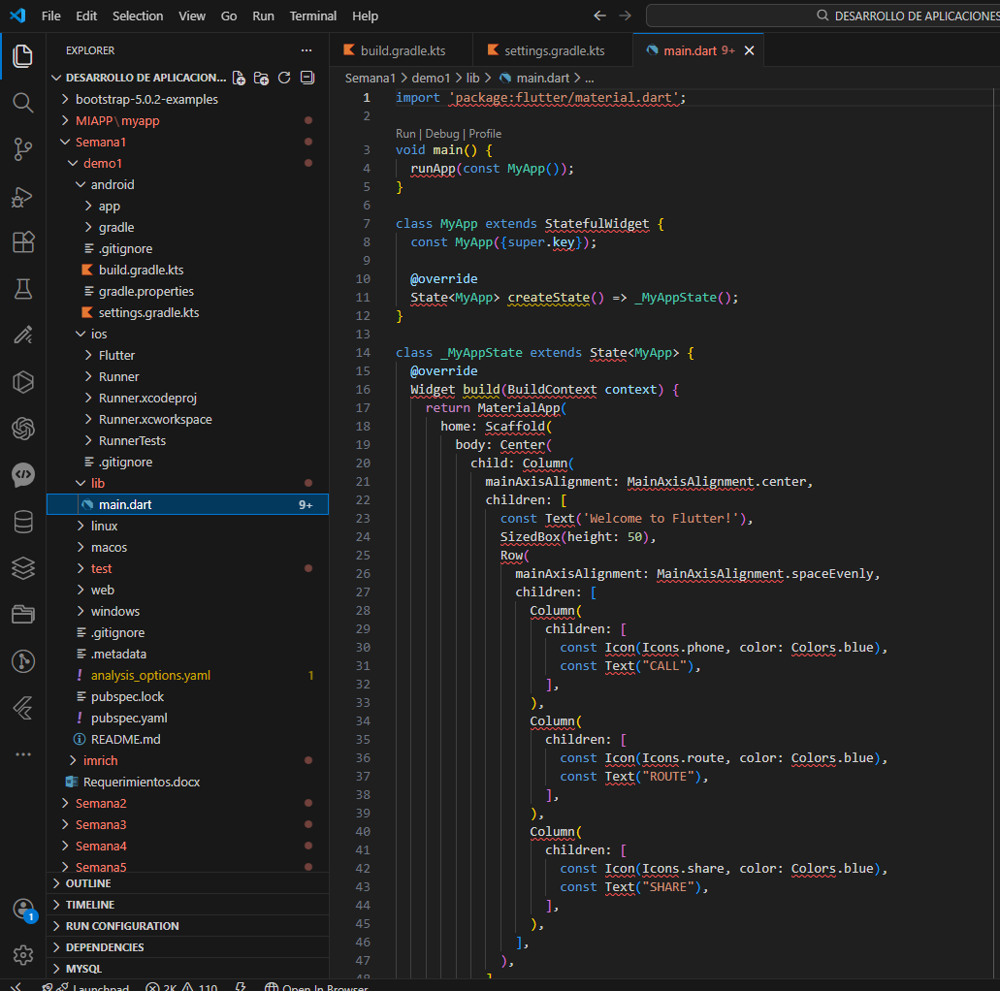 File Edit Selection View Go Run Terminal Help
DESARROLLO DE APLICACIONES
EXPLORER
DESARROLLO DE APLICACION...
bootstrap-5.0.2-examples
MIAPP\myapp
Semana1
demo1
android
app
gradle
.gitignore
build.gradle.kts
gradle.properties
settings.gradle.kts
ios
Flutter
Runner
Runner.xcodeproj
Runner.xcworkspace
RunnerTests
.gitignore
lib
main.dart 9+
linux
macos
test
web
windows
.gitignore
.metadata
analysis_options.yaml 1
pubspec.lock
pubspec.yaml
README.md
imrich
Requerimientos.docx
Semana2
Semana3
Semana4
Semana5
OUTLINE
TIMELINE
RUN CONFIGURATION
DEPENDENCIES
MYSQL
build.gradle.kts settings.gradle.kts main.dart 9+
Semana1 > demo1 > lib > main.dart > ...
1 import 'package:flutter/material.dart';
2
Run | Debug | Profile
3 void main() {
4 runApp(const MyApp());
5 }
6
7 class MyApp extends StatefulWidget {
8 const MyApp({super.key});
9
10 @override
11 State<MyApp> createState() => _MyAppState();
12 }
13
14 class _MyAppState extends State<MyApp> {
15 @override
16 Widget build(BuildContext context) {
17 return MaterialApp(
18 home: Scaffold(
19 body: Center(
20 child: Column(
21 mainAxisAlignment: MainAxisAlignment.center,
22 children: [
23 const Text('Welcome to Flutter!'),
24 SizedBox(height: 50),
25 Row(
26 mainAxisAlignment: MainAxisAlignment.spaceEvenly,
27 children: [
28 Column(
29 children: [
30 const Icon(Icons.phone, color: Colors.blue),
31 const Text("CALL"),
32 ],
33 ),
34 Column(
35 children: [
36 const Icon(Icons.route, color: Colors.blue),
37 const Text("ROUTE"),
38 ],
39 ),
40 Column(
41 children: [
42 const Icon(Icons.share, color: Colors.blue),
43 const Text("SHARE"),
44 ],
45 ),
46 ],
47 ),
48 ]
1
Launchpad 2K 110 Open In Browser